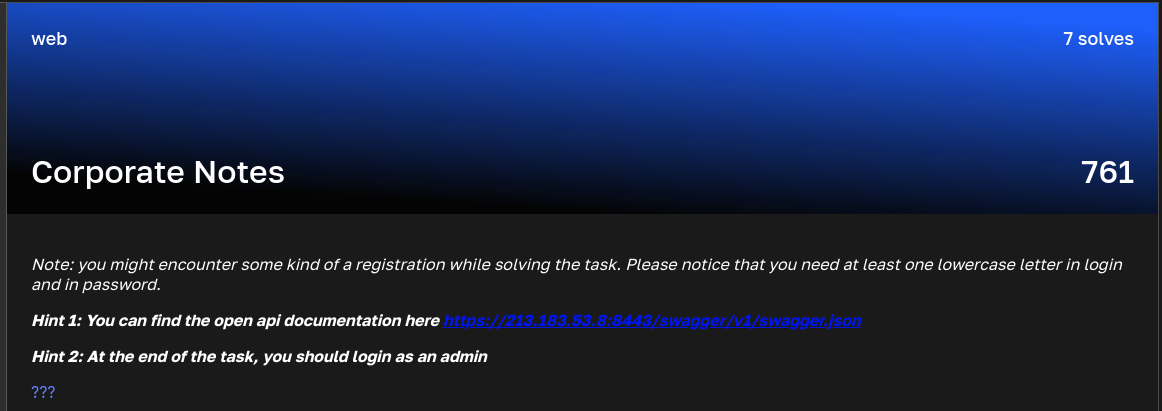 web
7 solves
Corporate Notes
761
Note: you might encounter some kind of a registration while solving the task. Please notice that you need at least one lowercase letter in login
and in password.
Hint 1: You can find the open api documentation here https://213.183.53.8:8443/swagger/v1/swagger.json
Hint 2: At the end of the task, you should login as an admin
???